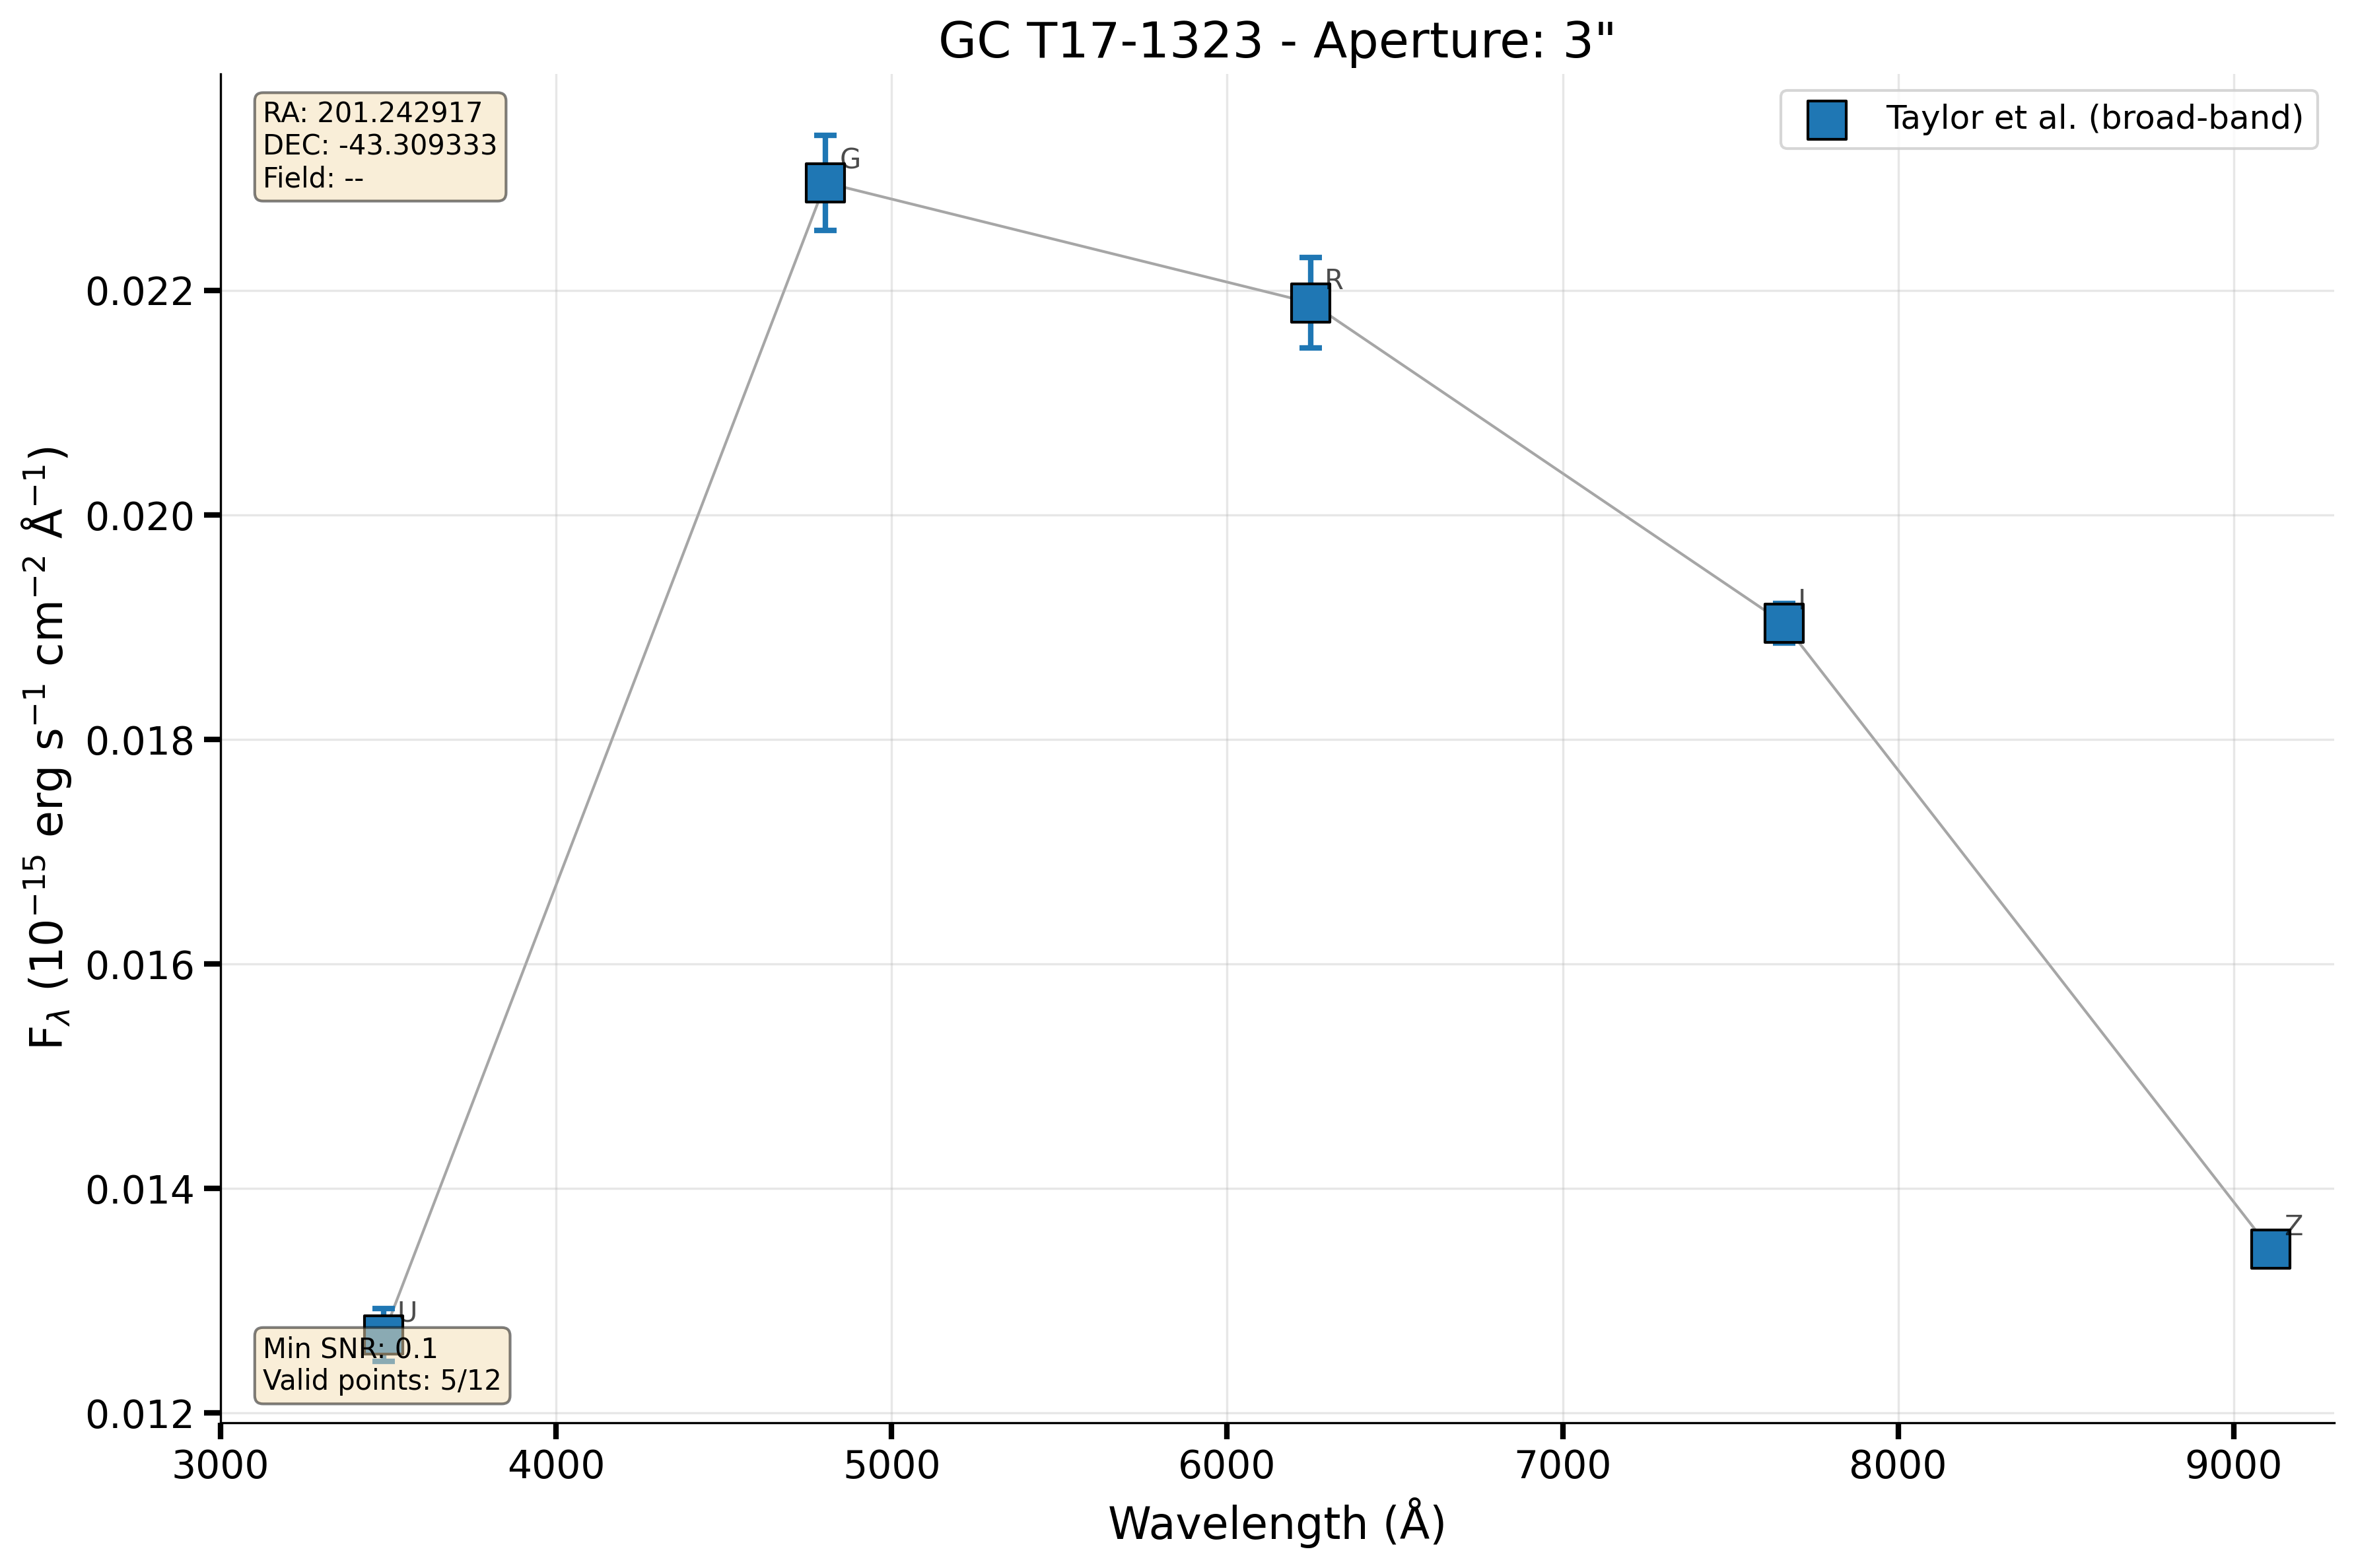 GC T17-1323 - Aperture: 3"
RA: 201.242917
DEC: -43.309333
Field: --
Taylor et al. (broad-band)
G
R
I
Z
U
Min SNR: 0.1
Valid points: 5/12
0.022
0.020
0.018
0.016
0.014
0.012
F_λ (10⁻¹⁵ erg s⁻¹ cm⁻² Å⁻¹)
3000 4000 5000 6000 7000 8000 9000
Wavelength (Å)